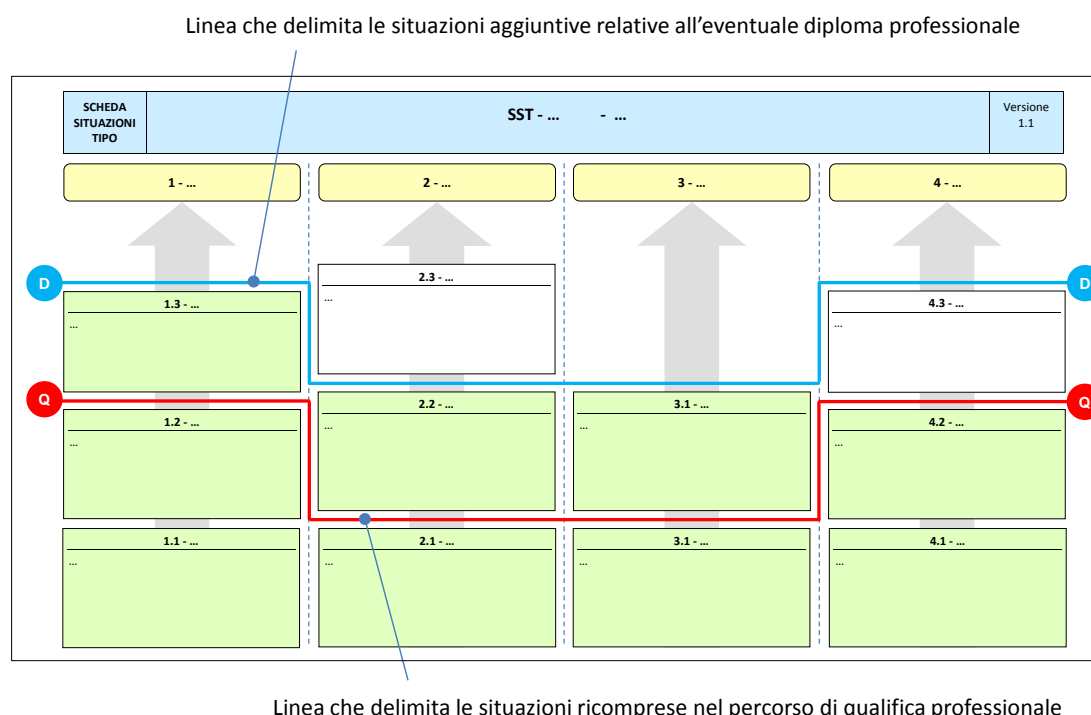 Linea che delimita le situazioni aggiuntive relative all’eventuale diploma professionale
SCHEDA
SITUAZIONI
TIPO
SST - ... - ...
Versione
1.1
1 - ...
2 - ...
3 - ...
4 - ...
2.3 - ...
...
D
D
1.3 - ...
...
4.3 - ...
...
Q
Q
2.2 - ...
...
3.1 - ...
...
1.2 - ...
...
4.2 - ...
...
1.1 - ...
...
2.1 - ...
...
3.1 - ...
...
4.1 - ...
...
Linea che delimita le situazioni ricomprese nel percorso di qualifica professionale